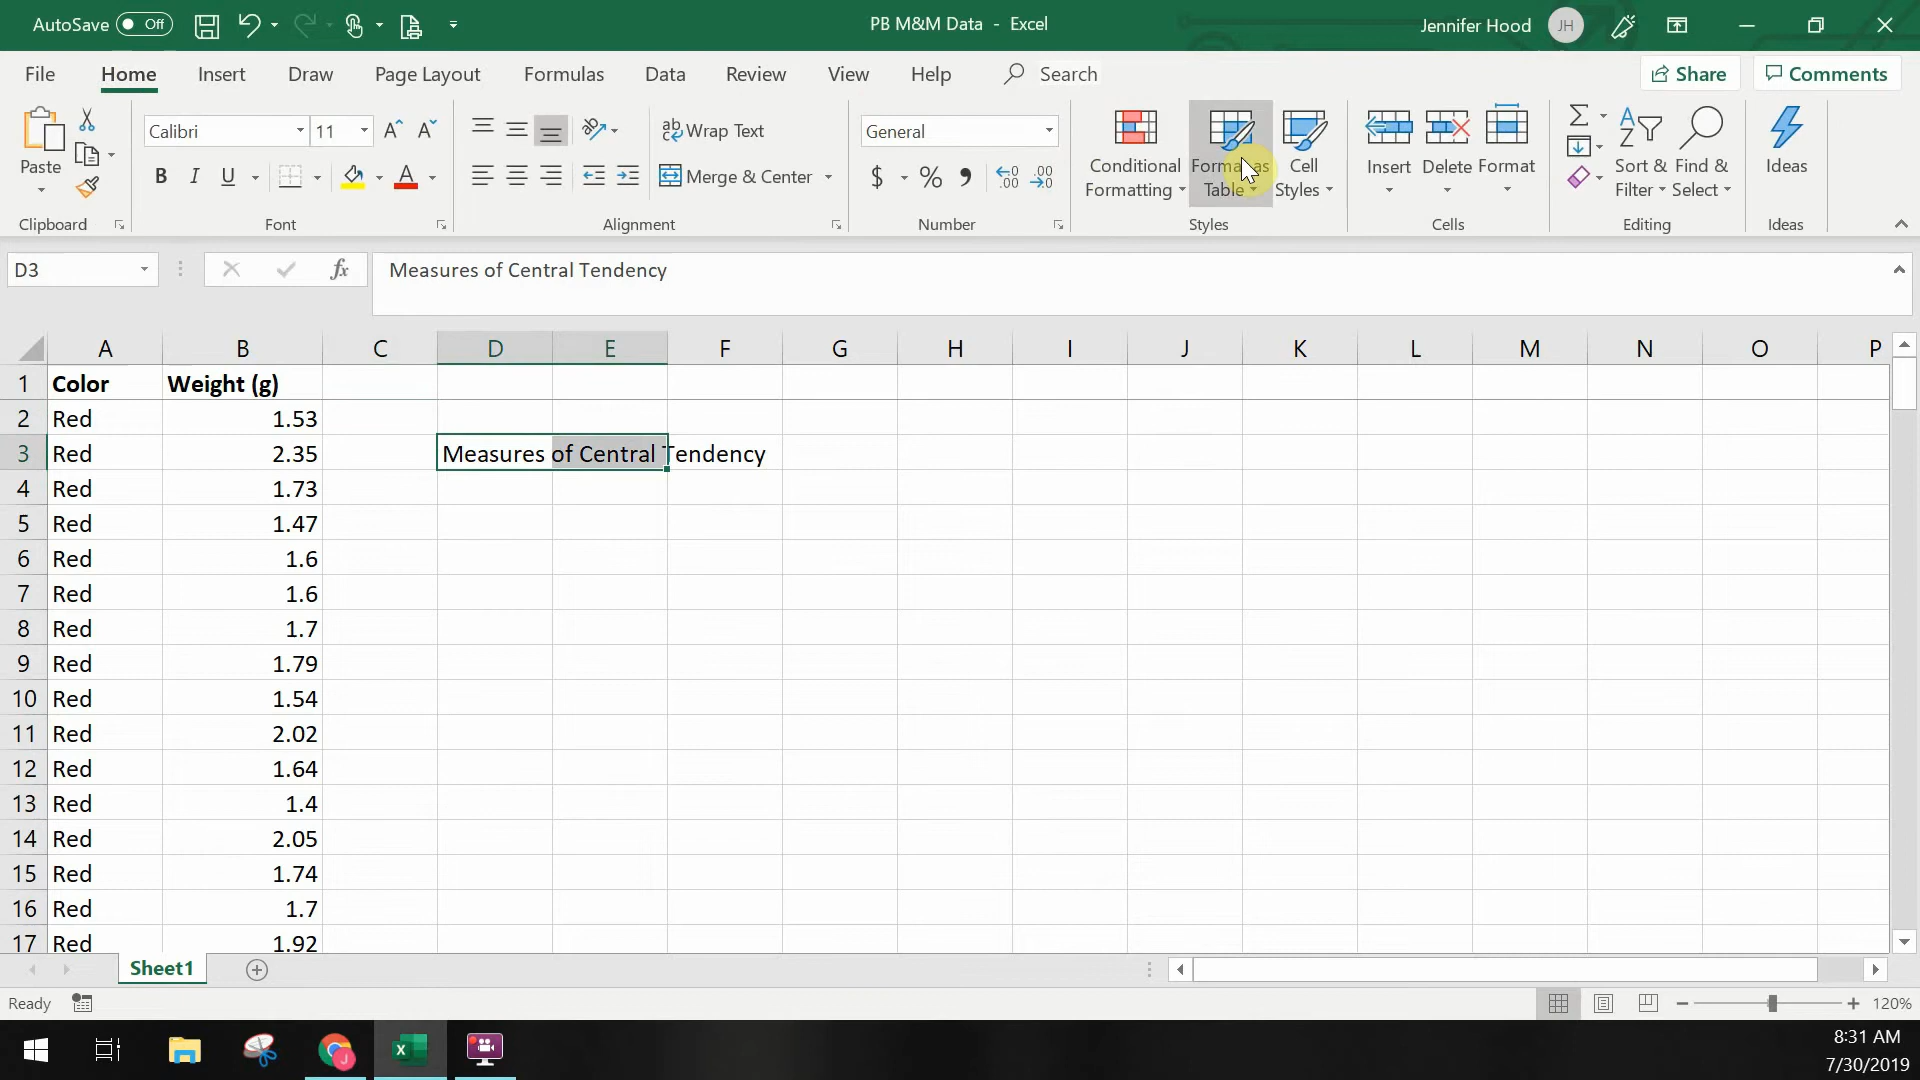 AutoSave Off PB M&M Data - Excel Jennifer Hood JH
File Home Insert Draw Page Layout Formulas Data Review View Help Search Share Comments
Paste
Clipboard
Calibri 11
B I U
Font
ab Wrap Text
Merge & Center
Alignment
General
$ % 9
Number
Conditional Formatting
Format as Table
Cell Styles
Styles
Insert Delete Format
Cells
Sort & Filter
Find & Select
Editing
Ideas
Ideas
D3 fx Measures of Central Tendency
A B C D E F G H I J K L M N O P
1 Color Weight (g)
2 Red 1.53
3 Red 2.35 Measures of Central Tendency
4 Red 1.73
5 Red 1.47
6 Red 1.6
7 Red 1.6
8 Red 1.7
9 Red 1.79
10 Red 1.54
11 Red 2.02
12 Red 1.64
13 Red 1.4
14 Red 2.05
15 Red 1.74
16 Red 1.7
17 Red 1.92
Sheet1
Ready 120%
8:31 AM
7/30/2019